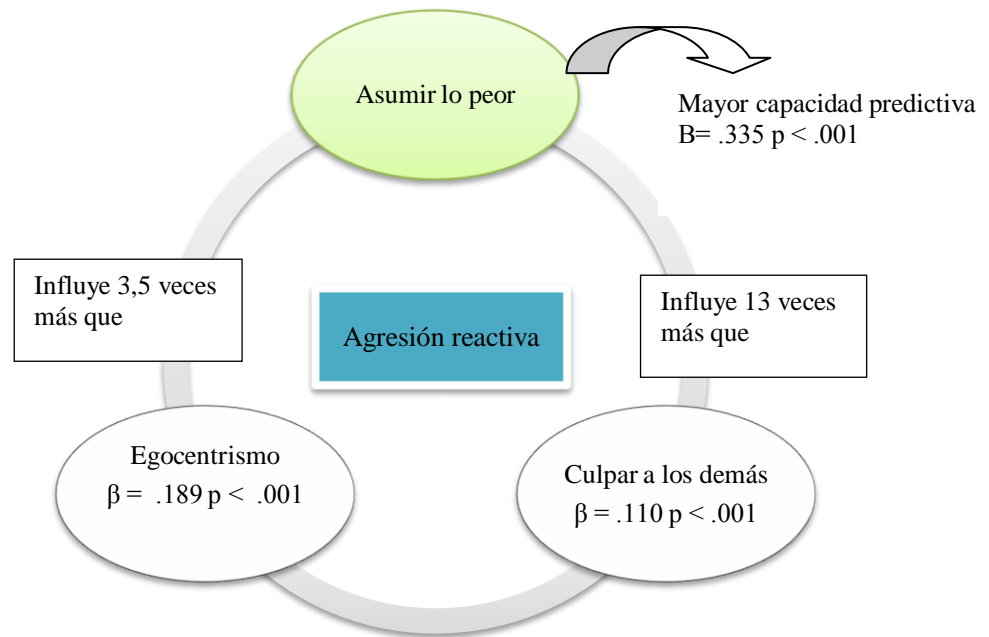 Asumir lo peor
Mayor capacidad predictiva
B= .335 p < .001
Influye 3,5 veces
más que
Agresión reactiva
Influye 13 veces
más que
Egocentrismo
β = .189 p < .001
Culpar a los demás
β = .110 p < .001